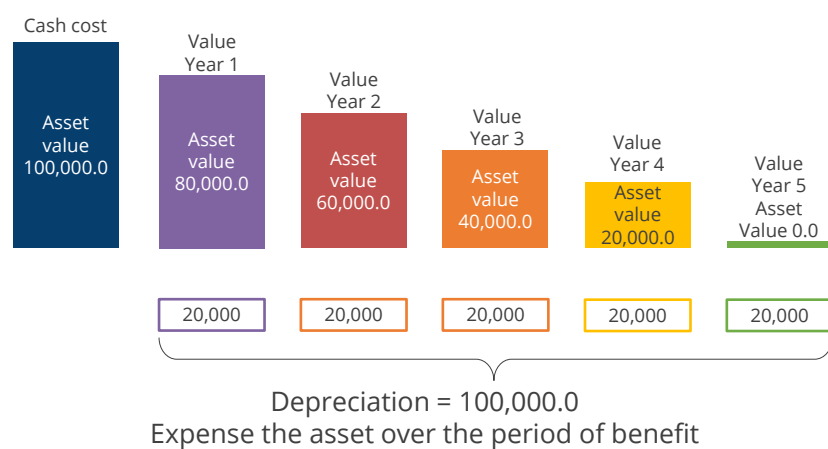 Cash cost
Asset
value
100,000.0
Value
Year 1
Asset
value
80,000.0
Value
Year 2
Asset
value
60,000.0
Value
Year 3
Asset
value
40,000.0
Value
Year 4
Asset
value
20,000.0
Value
Year 5
Asset
Value 0.0
20,000
20,000
20,000
20,000
20,000
Depreciation = 100,000.0
Expense the asset over the period of benefit